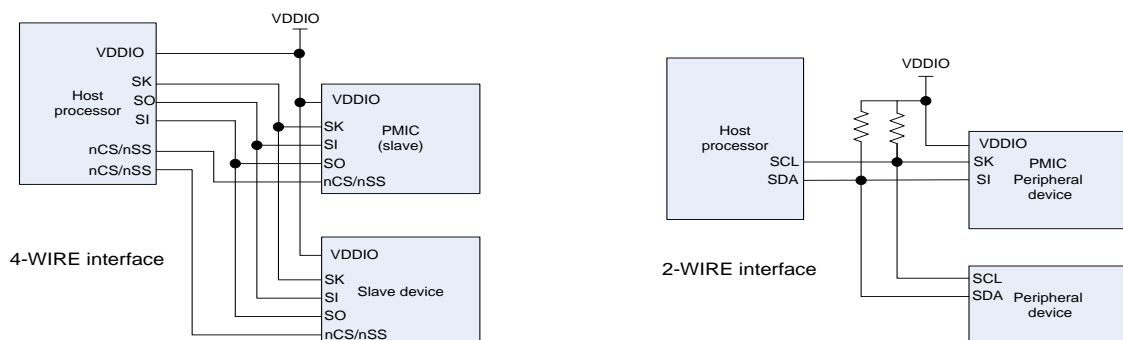 VDDIO
Host
processor
VDDIO
SK
SO
SI
nCS/nSS
nCS/nSS
VDDIO
SK
SI
SO
nCS/nSS
PMIC
(slave)
VDDIO
SK
SI
SO
nCS/nSS
Slave device
4-WIRE interface
VDDIO
Host
processor
SCL
SDA
VDDIO
SK
SI
PMIC
Peripheral
device
SCL
SDA
Peripheral
device
2-WIRE interface